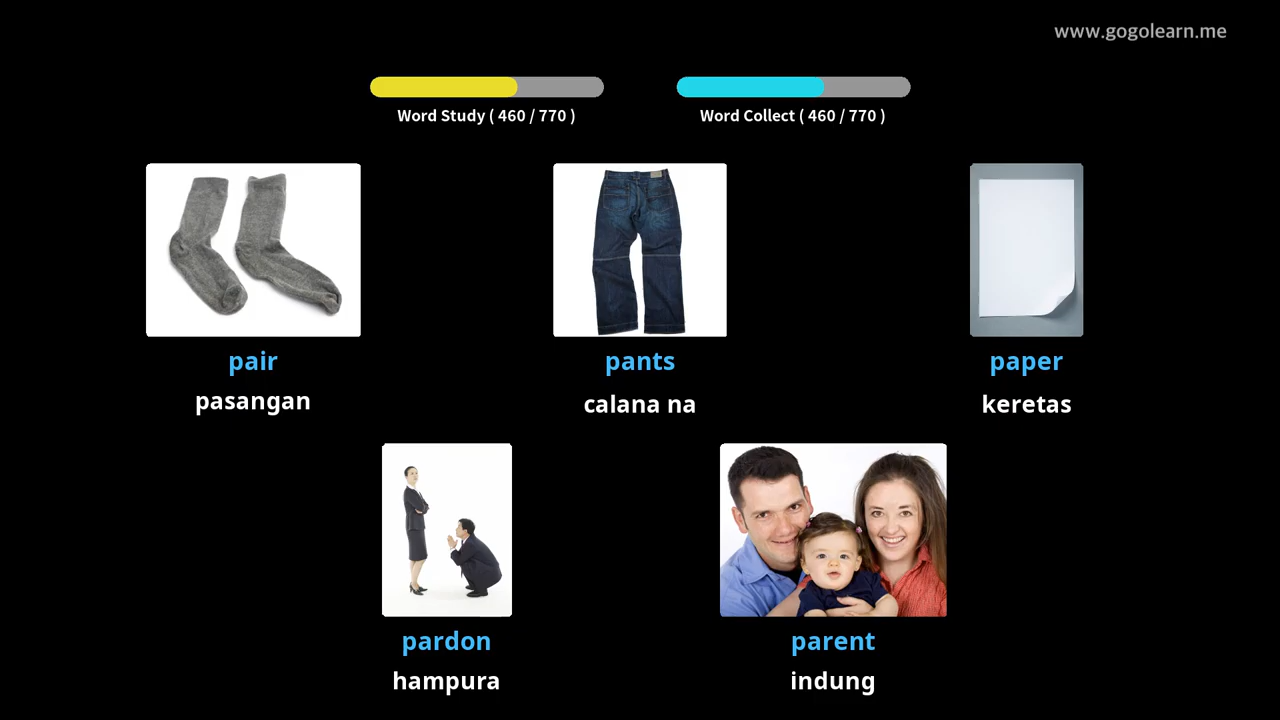 www.gogolearn.me
Word Study ( 460 / 770 )
Word Collect ( 460 / 770 )
pair
pants
paper
pasangan
calana na
keretas
pardon
parent
hampura
indung